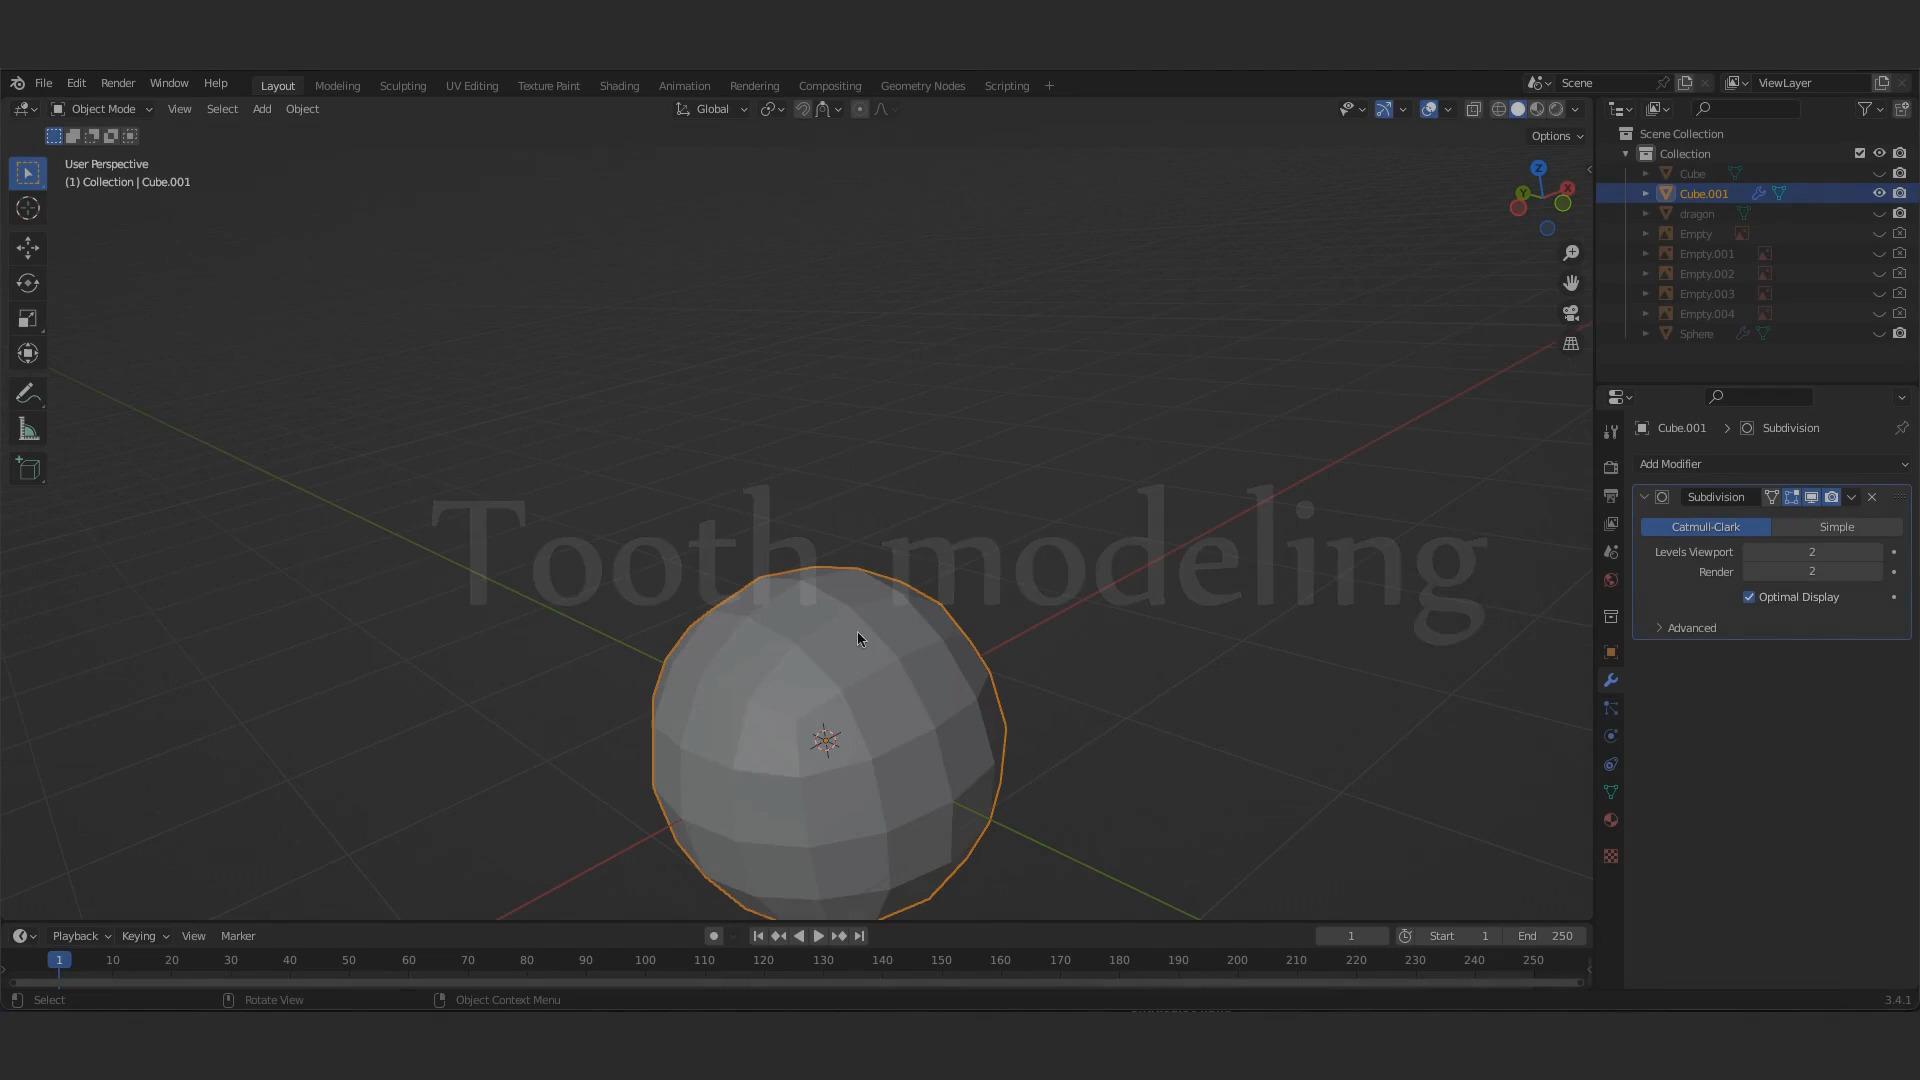 File Edit Render Window Help Layout Modeling Sculpting UV Editing Texture Paint Shading Animation Rendering Compositing Geometry Nodes Scripting + Scene ViewLayer
Object Mode View Select Add Object Global
Options
User Perspective
(1) Collection | Cube.001
Z
X
Y
Scene Collection
Collection
Cube
Cube.001
dragon
Empty
Empty.001
Empty.002
Empty.003
Empty.004
Sphere
Cube.001 > Subdivision
Add Modifier
Subdivision
Catmull-Clark Simple
Levels Viewport 2
Render 2
Optimal Display
Advanced
Tooth modeling
Playback Keying View Marker 1 Start 1 End 250
1 10 20 30 40 50 60 70 80 90 100 110 120 130 140 150 160 170 180 190 200 210 220 230 240 250
Select Rotate View Object Context Menu 3.4.1